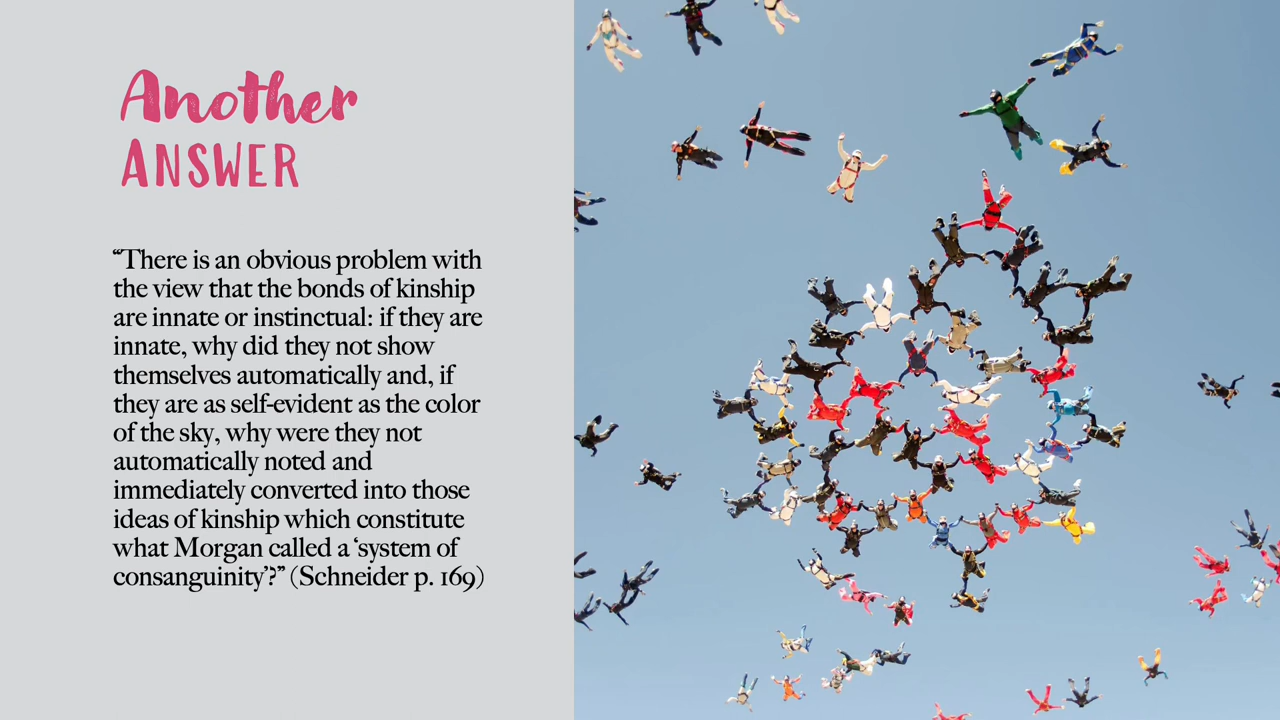 Another
ANSWER
“There is an obvious problem with
the view that the bonds of kinship
are innate or instinctual: if they are
innate, why did they not show
themselves automatically and, if
they are as self-evident as the color
of the sky, why were they not
automatically noted and
immediately converted into those
ideas of kinship which constitute
what Morgan called a ‘system of
consanguinity’?” (Schneider p. 169)